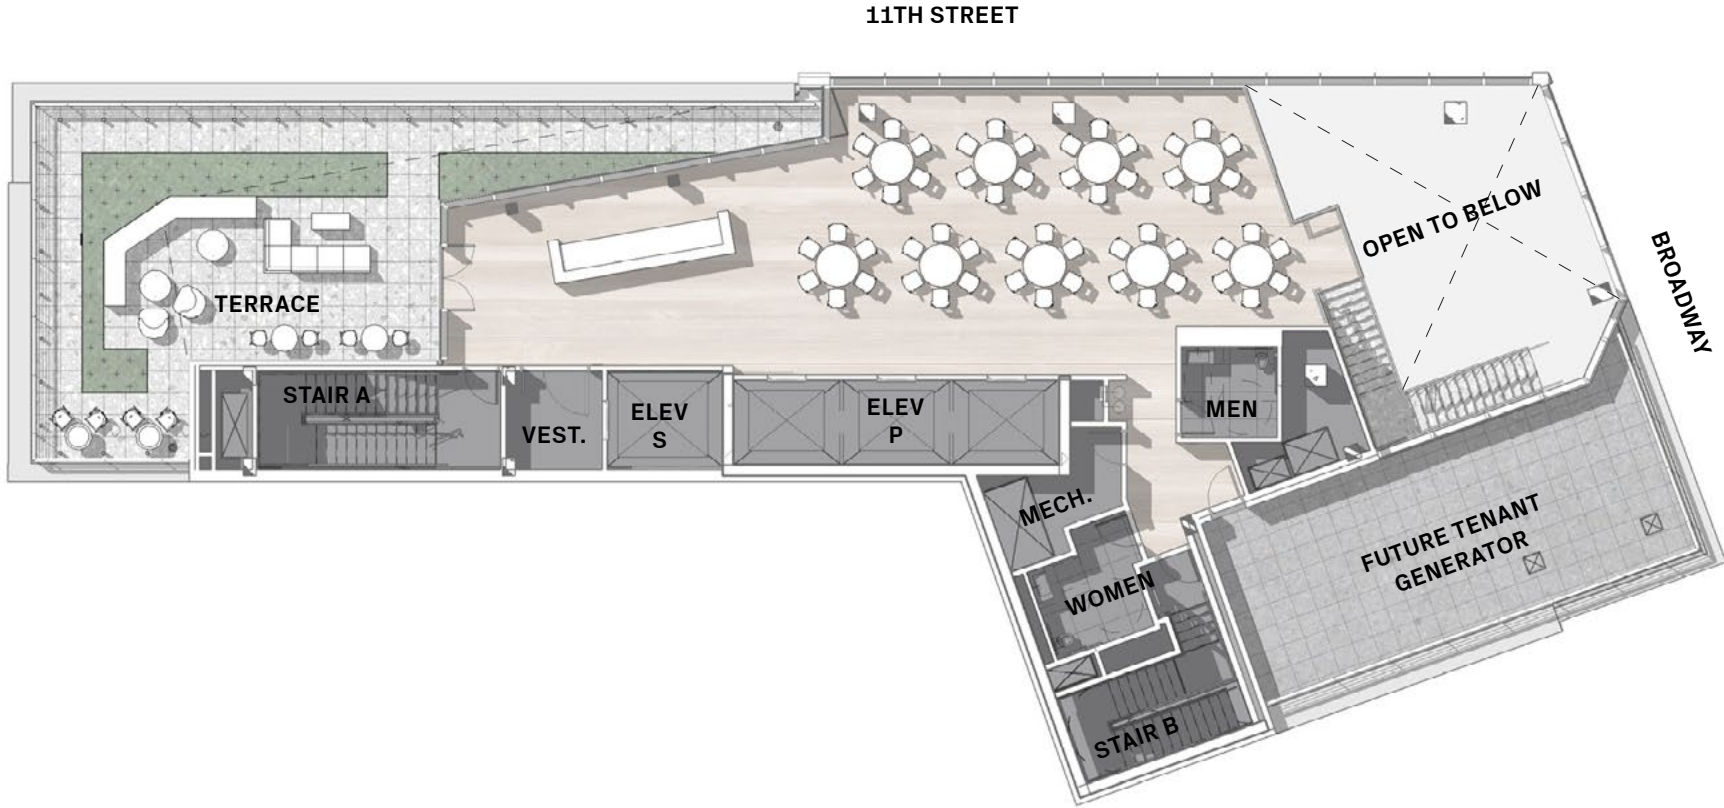 11TH STREET
OPEN TO BELOW
BROADWAY
TERRACE
STAIR A
VEST.
ELEV
S
ELEV
P
MEN
MECH.
WOMEN
FUTURE TENANT
GENERATOR
STAIR B